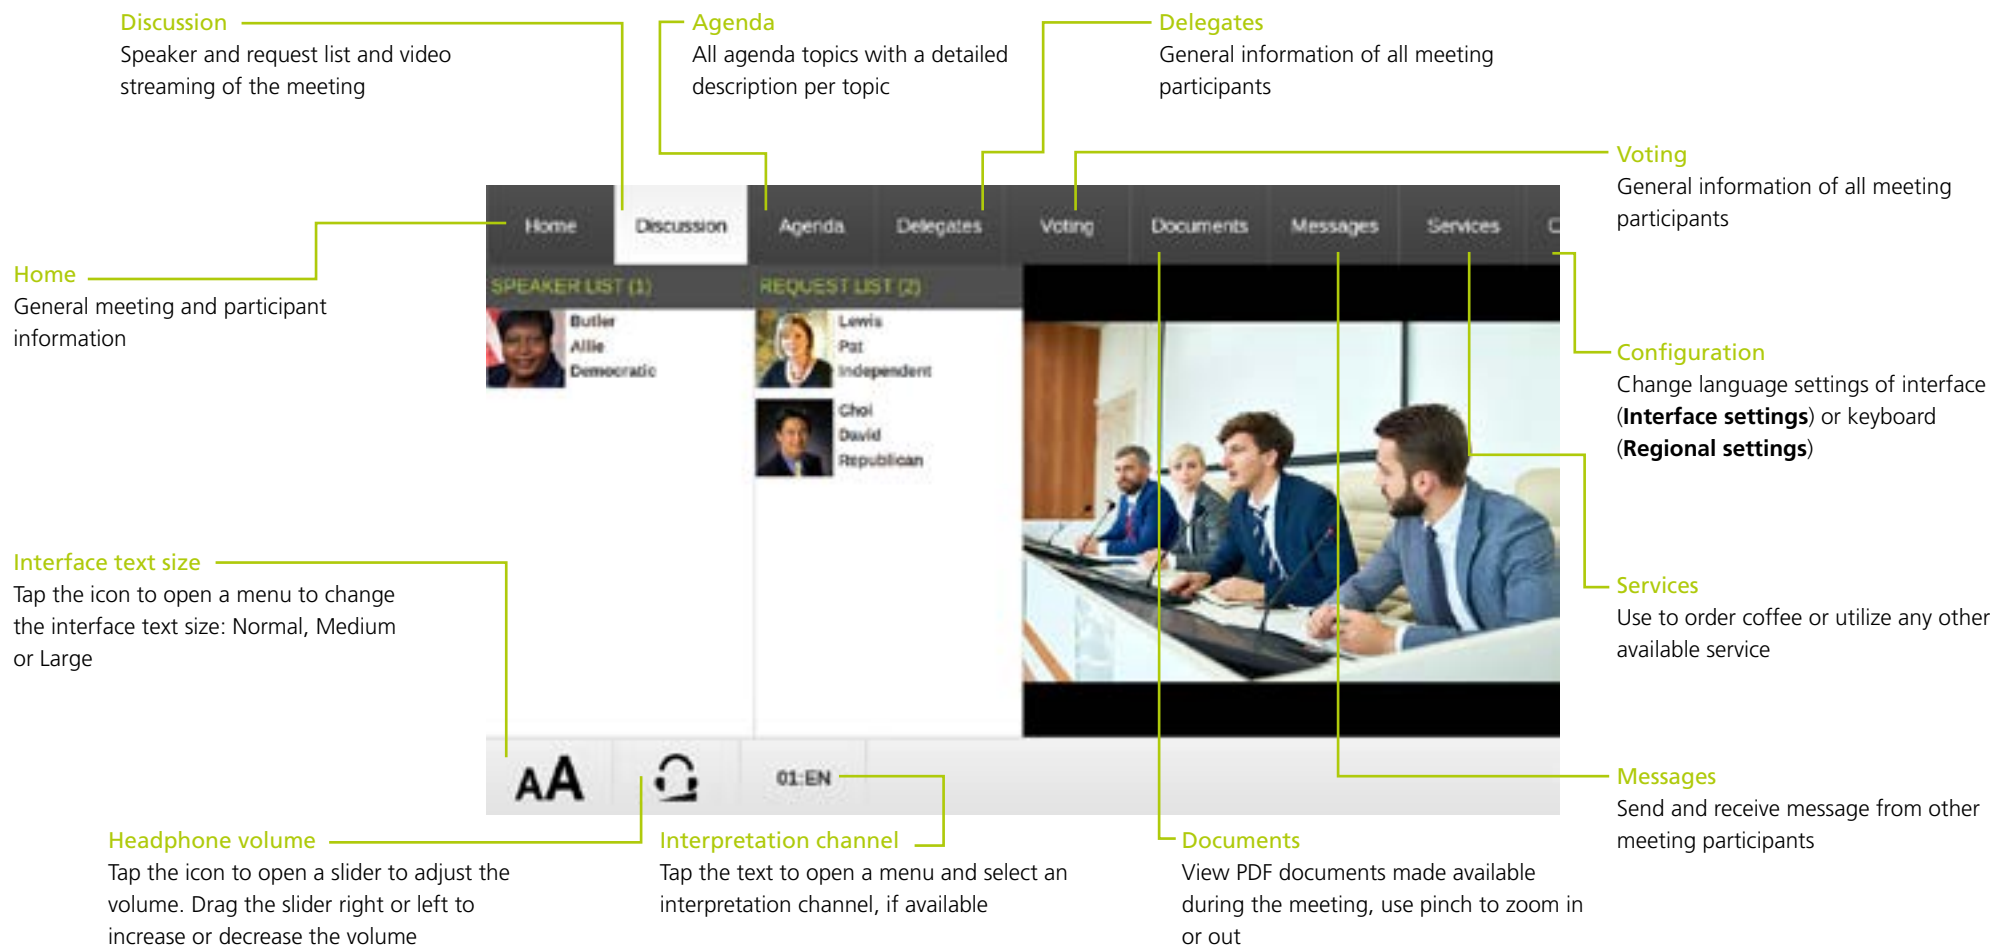 Discussion
Speaker and request list and video
streaming of the meeting
Agenda
All agenda topics with a detailed
description per topic
Delegates
General information of all meeting
participants
Voting
General information of all meeting
participants
Home
General meeting and participant
information
Home
Discussion
Agenda
Delegates
Voting
Documents
Messages
Services
C
SPEAKER LIST (1)
REQUEST LIST (2)
Butler
Allie
Democratic
Lewis
Pat
Independent
Choi
David
Republican
Configuration
Change language settings of interface
(Interface settings) or keyboard
(Regional settings)
Interface text size
Tap the icon to open a menu to change
the interface text size: Normal, Medium
or Large
Services
Use to order coffee or utilize any other
available service
AA
01:EN
Messages
Send and receive message from other
meeting participants
Headphone volume
Tap the icon to open a slider to adjust the
volume. Drag the slider right or left to
increase or decrease the volume
Interpretation channel
Tap the text to open a menu and select an
interpretation channel, if available
Documents
View PDF documents made available
during the meeting, use pinch to zoom in
or out